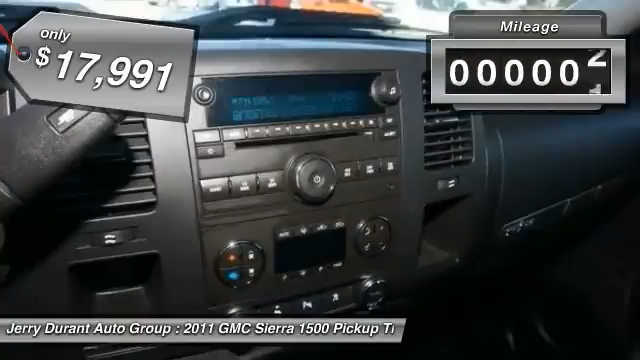 only
$17,991
Mileage
00000
Jerry Durant Auto Group : 2011 GMC Sierra 1500 Pickup Tr